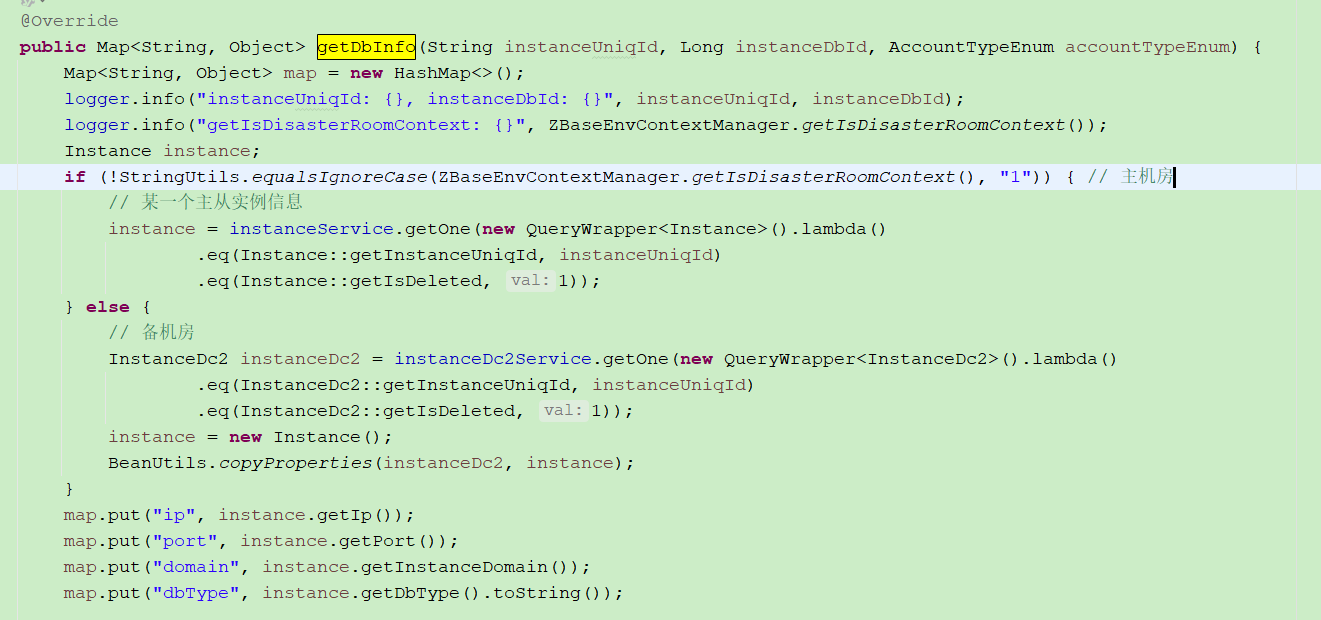 @Override
public Map<String, Object> getDbInfo(String instanceUniqId, Long instanceDbId, AccountTypeEnum accountTypeEnum) {
Map<String, Object> map = new HashMap<>();
logger.info("instanceUniqId: {}, instanceDbId: {}", instanceUniqId, instanceDbId);
logger.info("getIsDisasterRoomContext: {}", ZBaseEnvContextManager.getIsDisasterRoomContext());
Instance instance;
if (!StringUtils.equalsIgnoreCase(ZBaseEnvContextManager.getIsDisasterRoomContext(), "1")) { // 主机房
// 某一个主从实例信息
instance = instanceService.getOne(new QueryWrapper<Instance>().lambda()
.eq(Instance::getInstanceUniqId, instanceUniqId)
.eq(Instance::getIsDeleted, val: 1));
} else {
// 备机房
InstanceDc2 instanceDc2 = instanceDc2Service.getOne(new QueryWrapper<InstanceDc2>().lambda()
.eq(InstanceDc2::getInstanceUniqId, instanceUniqId)
.eq(InstanceDc2::getIsDeleted, val: 1));
instance = new Instance();
BeanUtils.copyProperties(instanceDc2, instance);
}
map.put("ip", instance.getIp());
map.put("port", instance.getPort());
map.put("domain", instance.getInstanceDomain());
map.put("dbType", instance.getDbType().toString());